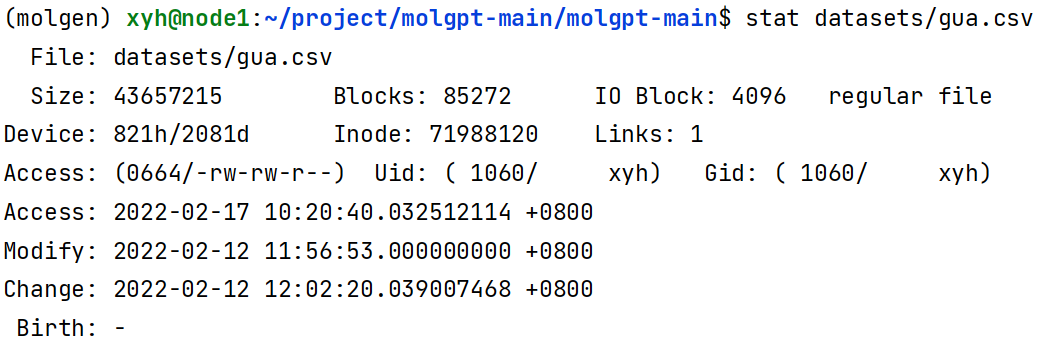 (molgen) xyh@node1:~/project/molgpt-main/molgpt-main$ stat datasets/gua.csv
  File: datasets/gua.csv
  Size: 43657215        Blocks: 85272      IO Block: 4096   regular file
Device: 821h/2081d      Inode: 71988120    Links: 1
Access: (0664/-rw-rw-r--)  Uid: ( 1060/     xyh)   Gid: ( 1060/     xyh)
Access: 2022-02-17 10:20:40.032512114 +0800
Modify: 2022-02-12 11:56:53.000000000 +0800
Change: 2022-02-12 12:02:20.039007468 +0800
 Birth: -